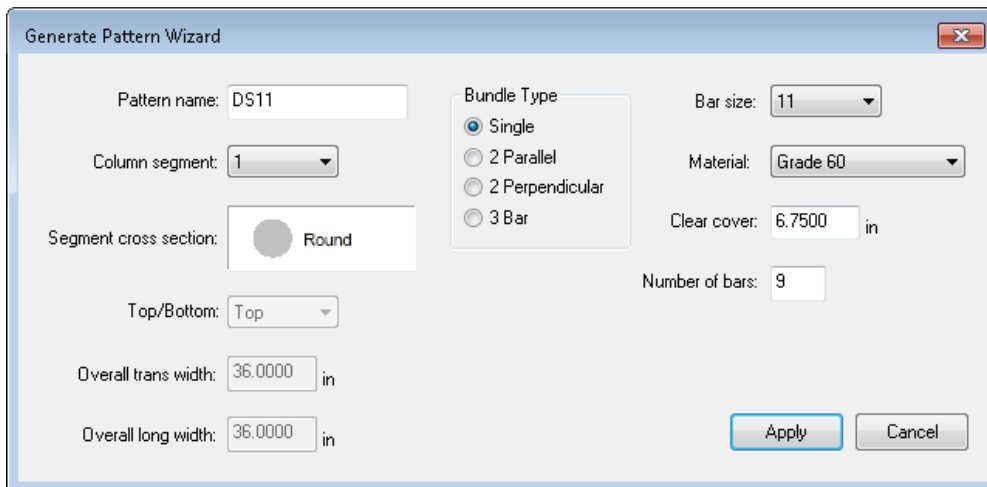 Generate Pattern Wizard
Pattern name: DS11
Column segment: 1
Segment cross section: Round
Top/Bottom: Top
Overall trans width: 36.0000 in
Overall long width: 36.0000 in
Bundle Type
Single
2 Parallel
2 Perpendicular
3 Bar
Bar size: 11
Material: Grade 60
Clear cover: 6.7500 in
Number of bars: 9
Apply
Cancel